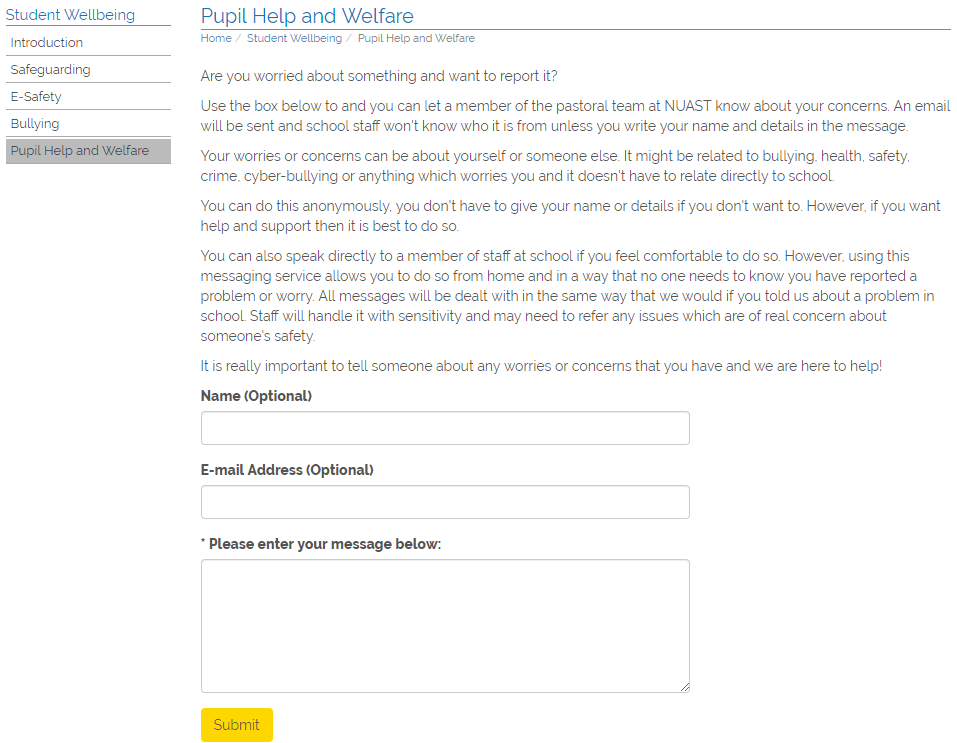 Student Wellbeing
Introduction
Safeguarding
E-Safety
Bullying
Pupil Help and Welfare
Pupil Help and Welfare
Home / Student Wellbeing / Pupil Help and Welfare
Are you worried about something and want to report it?
Use the box below to and you can let a member of the pastoral team at NUAST know about your concerns. An email
will be sent and school staff won't know who it is from unless you write your name and details in the message.
Your worries or concerns can be about yourself or someone else. It might be related to bullying, health, safety,
crime, cyber-bullying or anything which worries you and it doesn't have to relate directly to school.
You can do this anonymously, you don't have to give your name or details if you don't want to. However, if you want
help and support then it is best to do so.
You can also speak directly to a member of staff at school if you feel comfortable to do so. However, using this
messaging service allows you to do so from home and in a way that no one needs to know you have reported a
problem or worry. All messages will be dealt with in the same way that we would if you told us about a problem in
school. Staff will handle it with sensitivity and may need to refer any issues which are of real concern about
someone's safety.
It is really important to tell someone about any worries or concerns that you have and we are here to help!
Name (Optional)
E-mail Address (Optional)
* Please enter your message below:
Submit